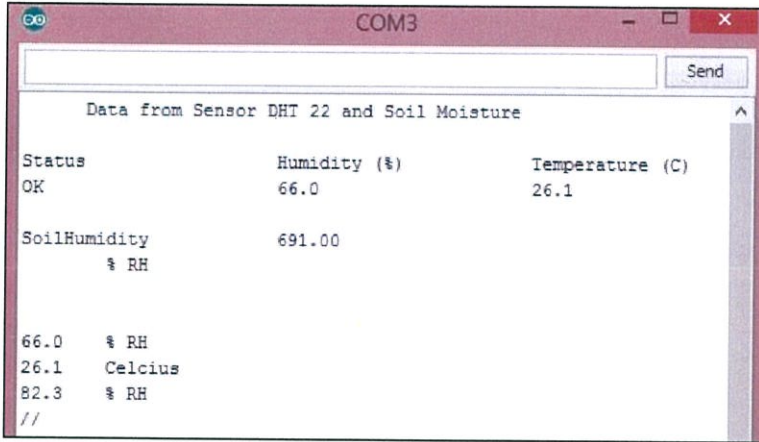 COM3
Send
Data from Sensor DHT 22 and Soil Moisture
Status Humidity (%) Temperature (C)
OK 66.0 26.1
SoilHumidity 691.00
% RH
66.0 % RH
26.1 Celcius
82.3 % RH
//